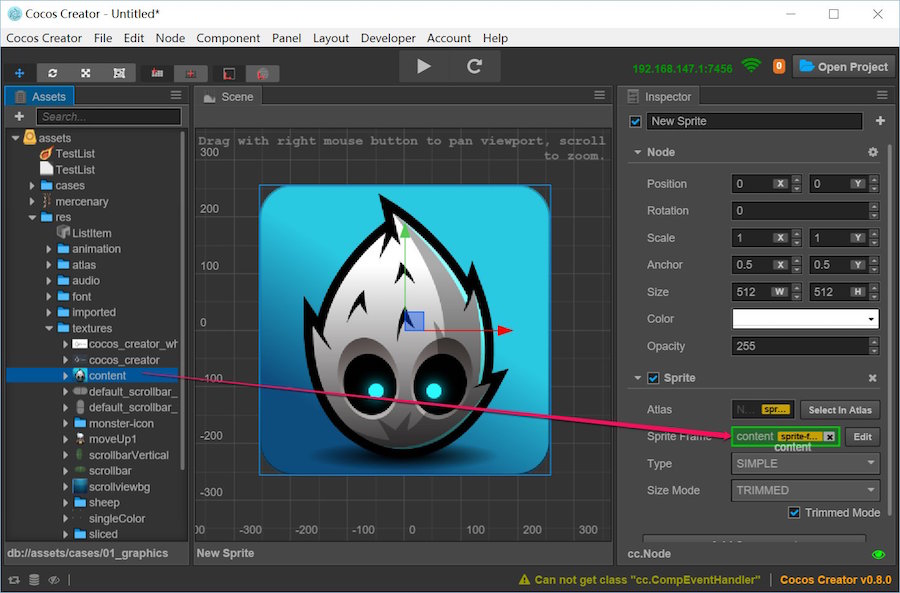 Cocos Creator - Untitled*
Cocos Creator File Edit Node Component Panel Layout Developer Account Help
192.168.147.1:7456 0 Open Project
Assets
Search...
assets
TestList
TestList
cases
mercenary
res
ListItem
animation
atlas
audio
font
imported
textures
cocos_creator_wh
cocos_creator
content
default_scrollbar_
default_scrollbar_
monster-icon
moveUp1
scrollbarVertical
scrollbar
scrollviewbg
sheep
singleColor
sliced
db://assets/cases/01_graphics
Scene
Drag with right mouse button to pan viewport, scroll
to zoom.
300
200
100
0
-100
-200
-300
00 -300 -200 -100 0 100 200 300
New Sprite
Inspector
New Sprite
Node
Position 0 X 0 Y
Rotation 0
Scale 1 X 1 Y
Anchor 0.5 X 0.5 Y
Size 512 W 512 H
Color
Opacity 255
Sprite
Atlas N... spr... Select In Atlas
Sprite Frame content sprite-f... Edit
content
Type SIMPLE
Size Mode TRIMMED
Trimmed Mode
cc.Node
Can not get class "cc.CompEventHandler" Cocos Creator v0.8.0